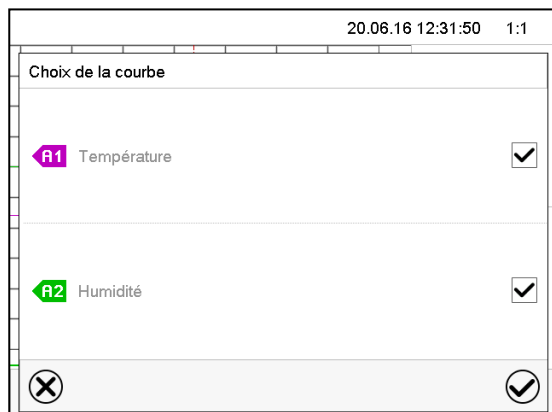 20.06.16 12:31:50 1:1
Choix de la courbe
A1 Température
A2 Humidité